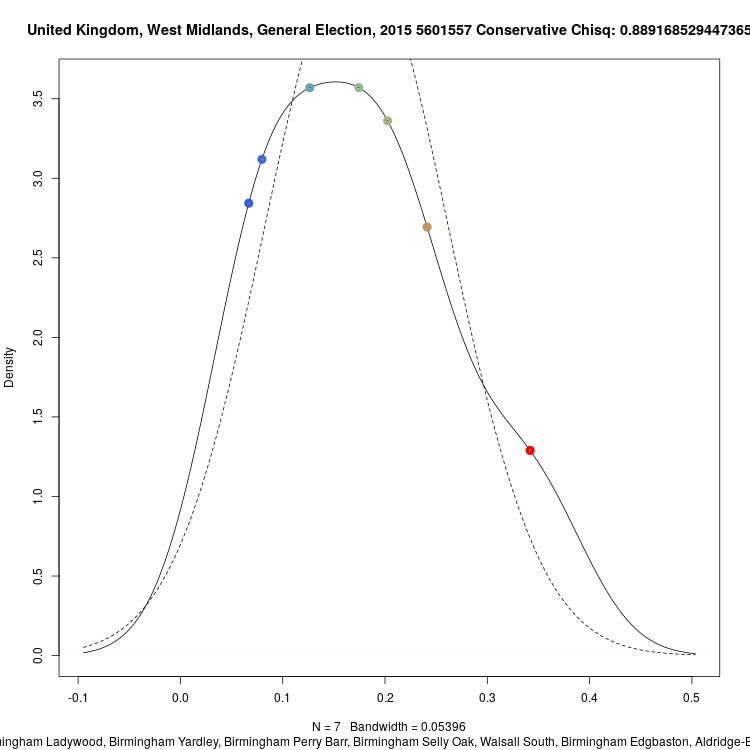 United Kingdom, West Midlands, General Election, 2015 5601557 Conservative Chisq: 0.889168529447365
3.5
3.0
2.5
2.0
1.5
1.0
0.5
0.0
Density
-0.1 0.0 0.1 0.2 0.3 0.4 0.5
N = 7 Bandwidth = 0.05396
Ladywood, Birmingham Yardley, Birmingham Perry Barr, Birmingham Selly Oak, Walsall South, Birmingham Edgbaston,